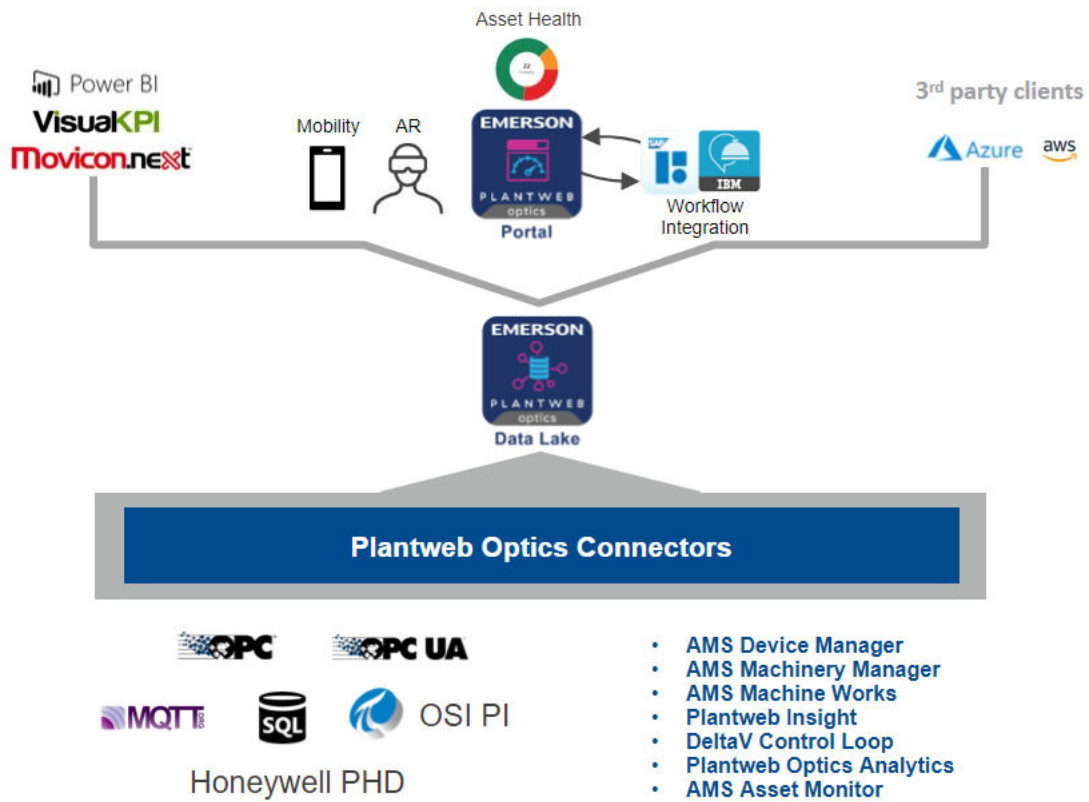 Asset Health
22
Power BI
VisualKPI
Movicon.next
Mobility
AR
EMERSON
PLANTWEB
optics
Portal
SAP
IBM
Workflow
Integration
3rd party clients
Azure
aws
EMERSON
PLANTWEB
optics
Data Lake
Plantweb Optics Connectors
OPC
OPC UA
MQTT.ORG
SQL
OSI PI
Honeywell PHD
• AMS Device Manager
• AMS Machinery Manager
• AMS Machine Works
• Plantweb Insight
• DeltaV Control Loop
• Plantweb Optics Analytics
• AMS Asset Monitor